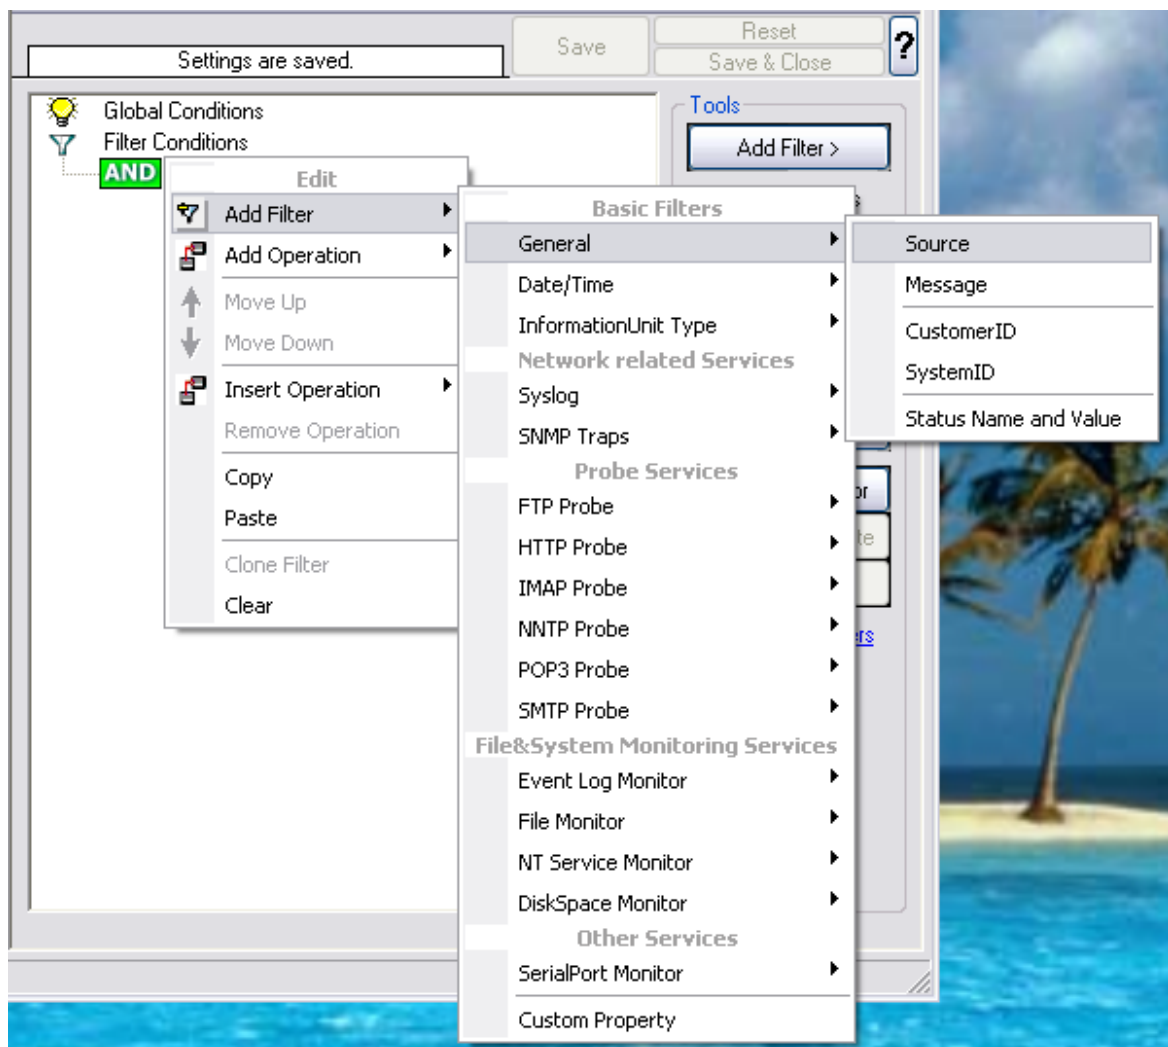 Settings are saved.
Save
Reset
Save & Close
?
Global Conditions
Filter Conditions
AND
Tools
Add Filter >
Edit
Add Filter
Add Operation
Move Up
Move Down
Insert Operation
Remove Operation
Copy
Paste
Clone Filter
Clear
Basic Filters
General
Date/Time
InformationUnit Type
Network related Services
Syslog
SNMP Traps
Probe Services
FTP Probe
HTTP Probe
IMAP Probe
NNTP Probe
POP3 Probe
SMTP Probe
File&System Monitoring Services
Event Log Monitor
File Monitor
NT Service Monitor
DiskSpace Monitor
Other Services
SerialPort Monitor
Custom Property
Source
Message
CustomerID
SystemID
Status Name and Value